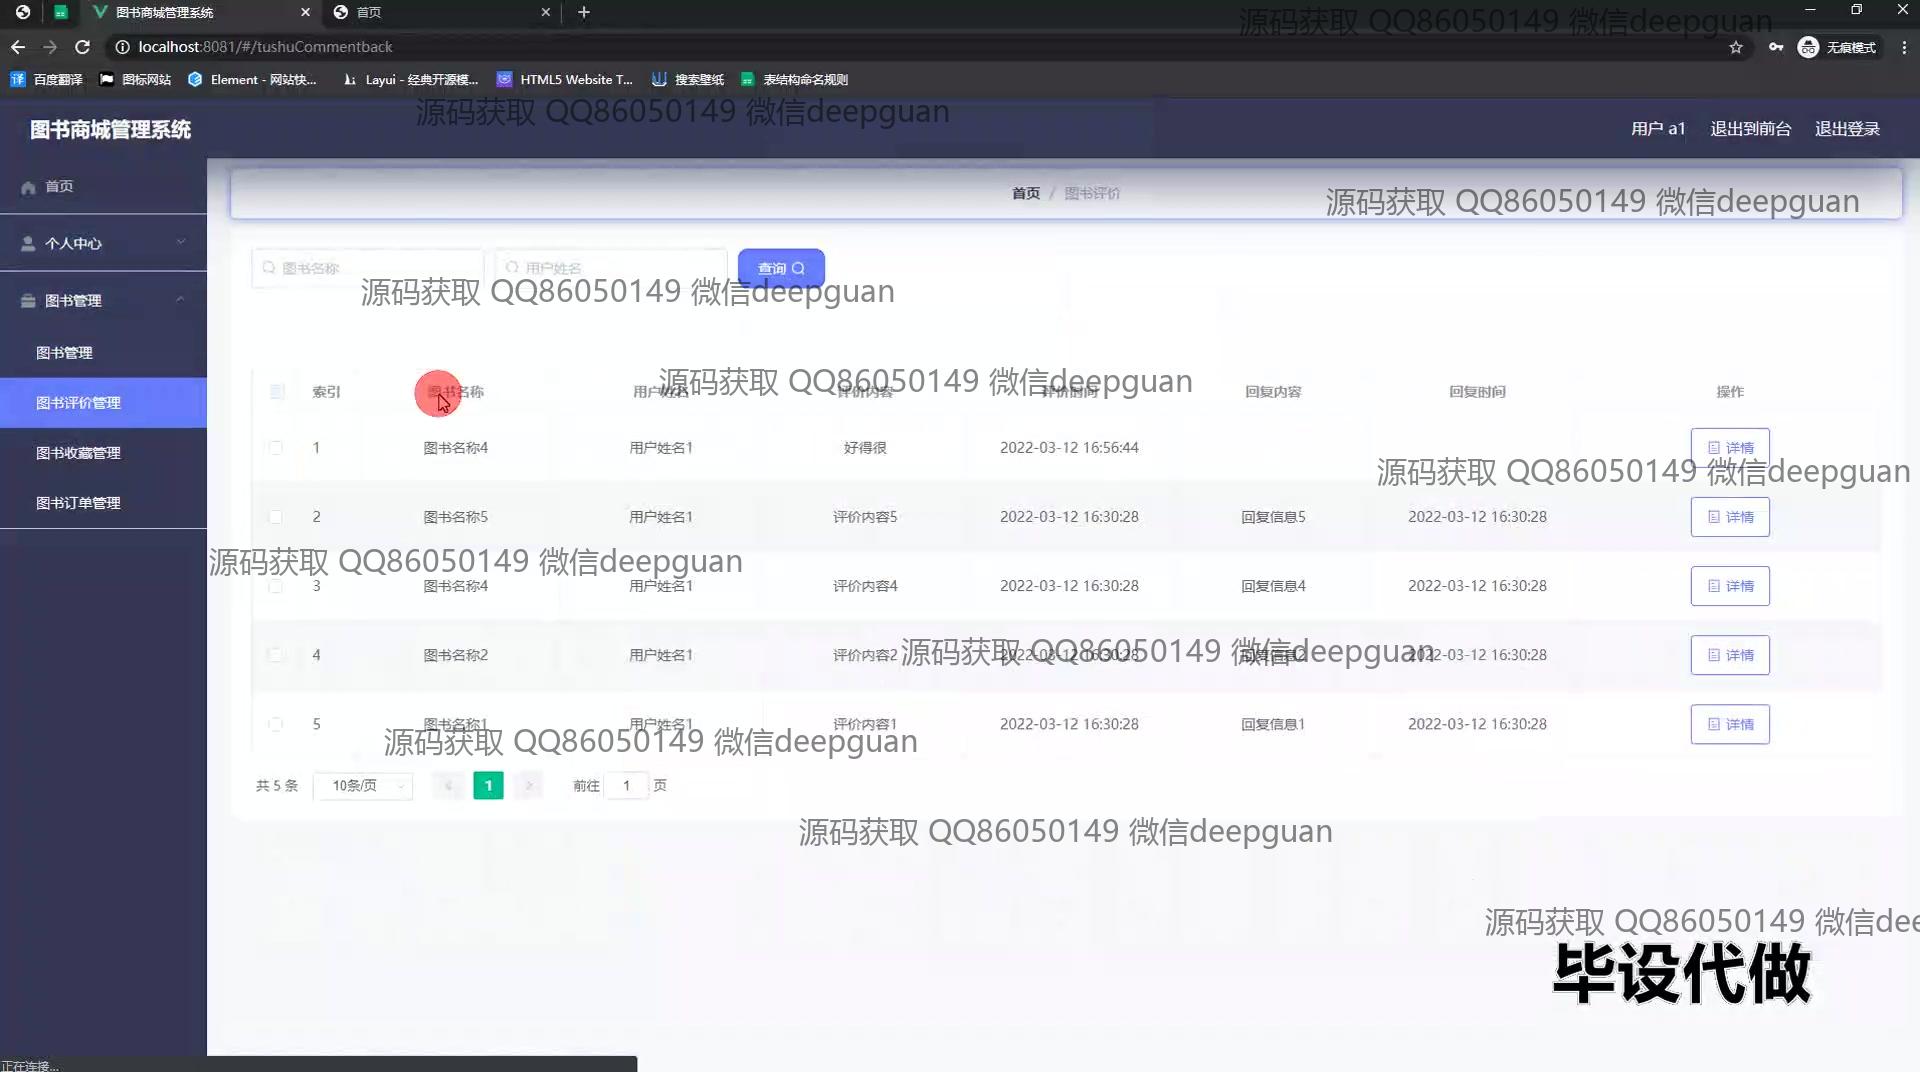 图书商城管理系统
首页
源码获取 QQ86050149 微信deepguan
localhost:8081/#/tushuCommentback
无痕模式
百度翻译
图标网站
Element - 网站快...
Layui - 经典开源模...
HTML5 Website T...
搜索壁纸
表结构命名规则
源码获取 QQ86050149 微信deepguan
图书商城管理系统
用户 a1
退出到前台
退出登录
首页
个人中心
图书管理
图书管理
图书评价管理
图书收藏管理
图书订单管理
首页 / 图书评价
源码获取 QQ86050149 微信deepguan
图书名称
用户姓名
查询
源码获取 QQ86050149 微信deepguan
源码获取 QQ86050149 微信deepguan
索引 图书名称 用户姓名 评价内容 评价时间 回复内容 回复时间 操作
1 图书名称4 用户姓名1 好得很 2022-03-12 16:56:44 详情
源码获取 QQ86050149 微信deepguan
2 图书名称5 用户姓名1 评价内容5 2022-03-12 16:30:28 回复信息5 2022-03-12 16:30:28 详情
源码获取 QQ86050149 微信deepguan
3 图书名称4 用户姓名1 评价内容4 2022-03-12 16:30:28 回复信息4 2022-03-12 16:30:28 详情
4 图书名称2 用户姓名1 评价内容2 2022-03-12 16:30:28 回复信息2 2022-03-12 16:30:28 详情
源码获取 QQ86050149 微信deepguan
5 图书名称1 用户姓名1 评价内容1 2022-03-12 16:30:28 回复信息1 2022-03-12 16:30:28 详情
源码获取 QQ86050149 微信deepguan
共 5 条 10条/页 1 前往 1 页
源码获取 QQ86050149 微信deepguan
源码获取 QQ86050149 微信dee
毕设代做
正在连接...